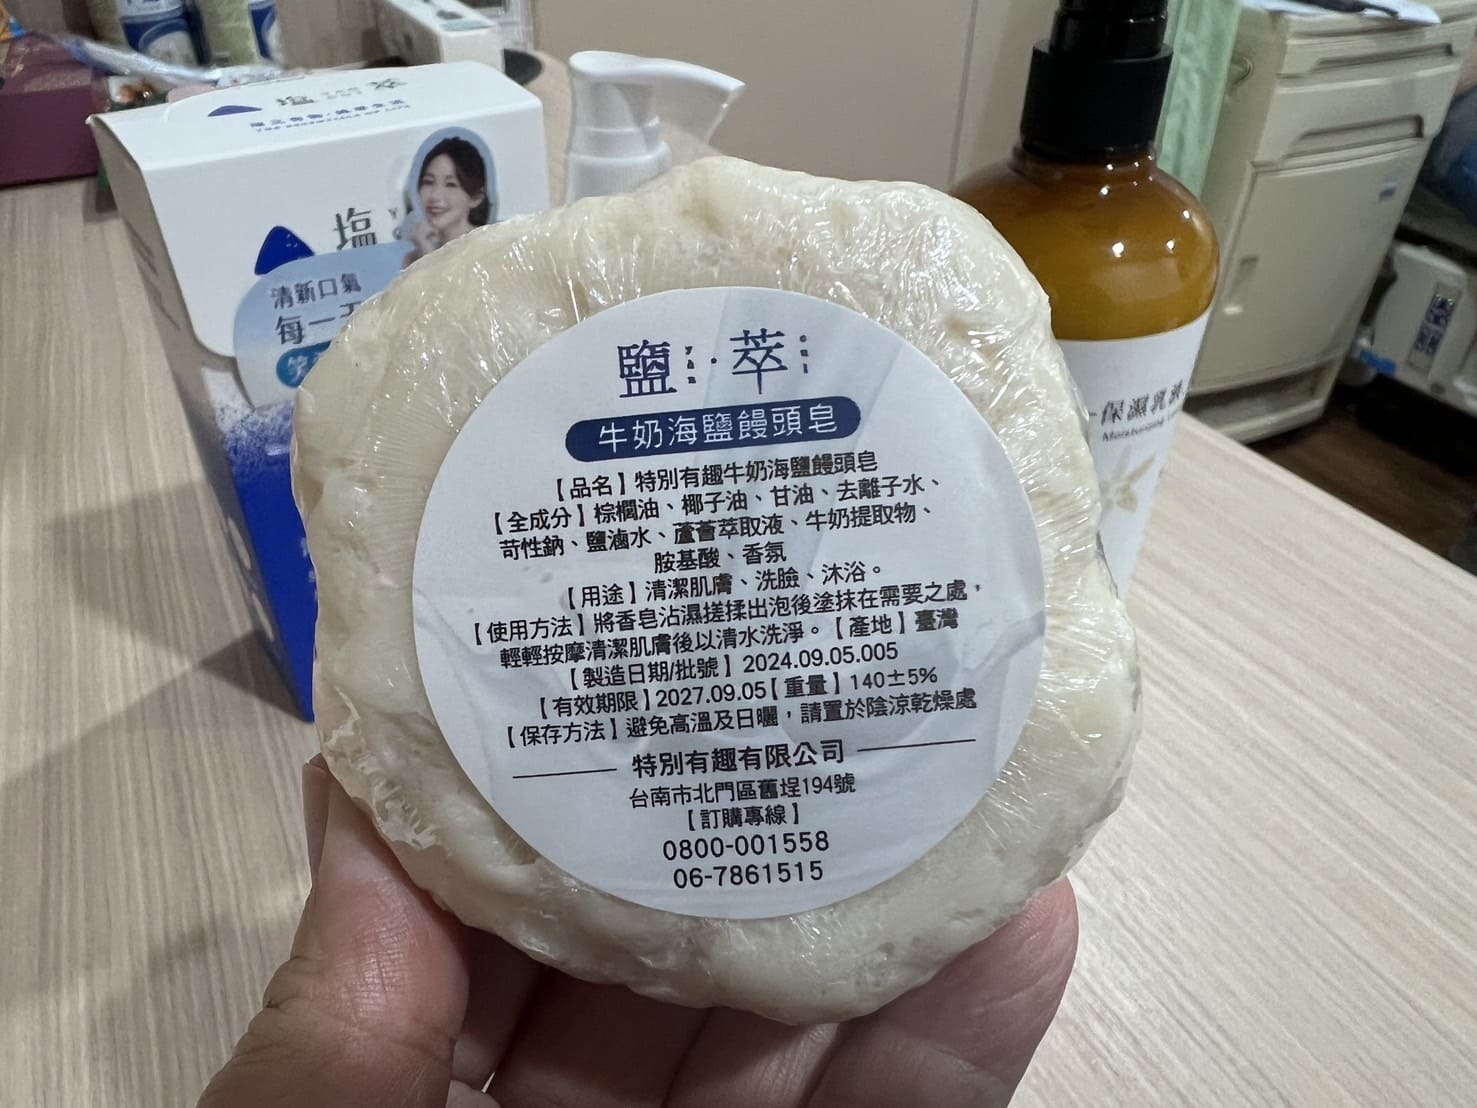 塩 萃
THE ESSENTIALS OF LIFE
塩
清新口氣
每一天
保濕乳液
鹽萃
牛奶海鹽饅頭皂
【品名】特別有趣牛奶海鹽饅頭皂
【全成分】棕櫚油、椰子油、甘油、去離子水、
苛性鈉、鹽滷水、蘆薈萃取液、牛奶提取物、
胺基酸、香氛
【用途】清潔肌膚、洗臉、沐浴。
【使用方法】將香皂沾濕搓揉出泡後塗抹在需要之處，
輕輕按摩清潔肌膚後以清水洗淨。【產地】臺灣
【製造日期/批號】2024.09.05.005
【有效期限】2027.09.05【重量】140±5%
【保存方法】避免高溫及日曬，請置於陰涼乾燥處
特別有趣有限公司
台南市北門區舊埕194號
【訂購專線】
0800-001558
06-7861515